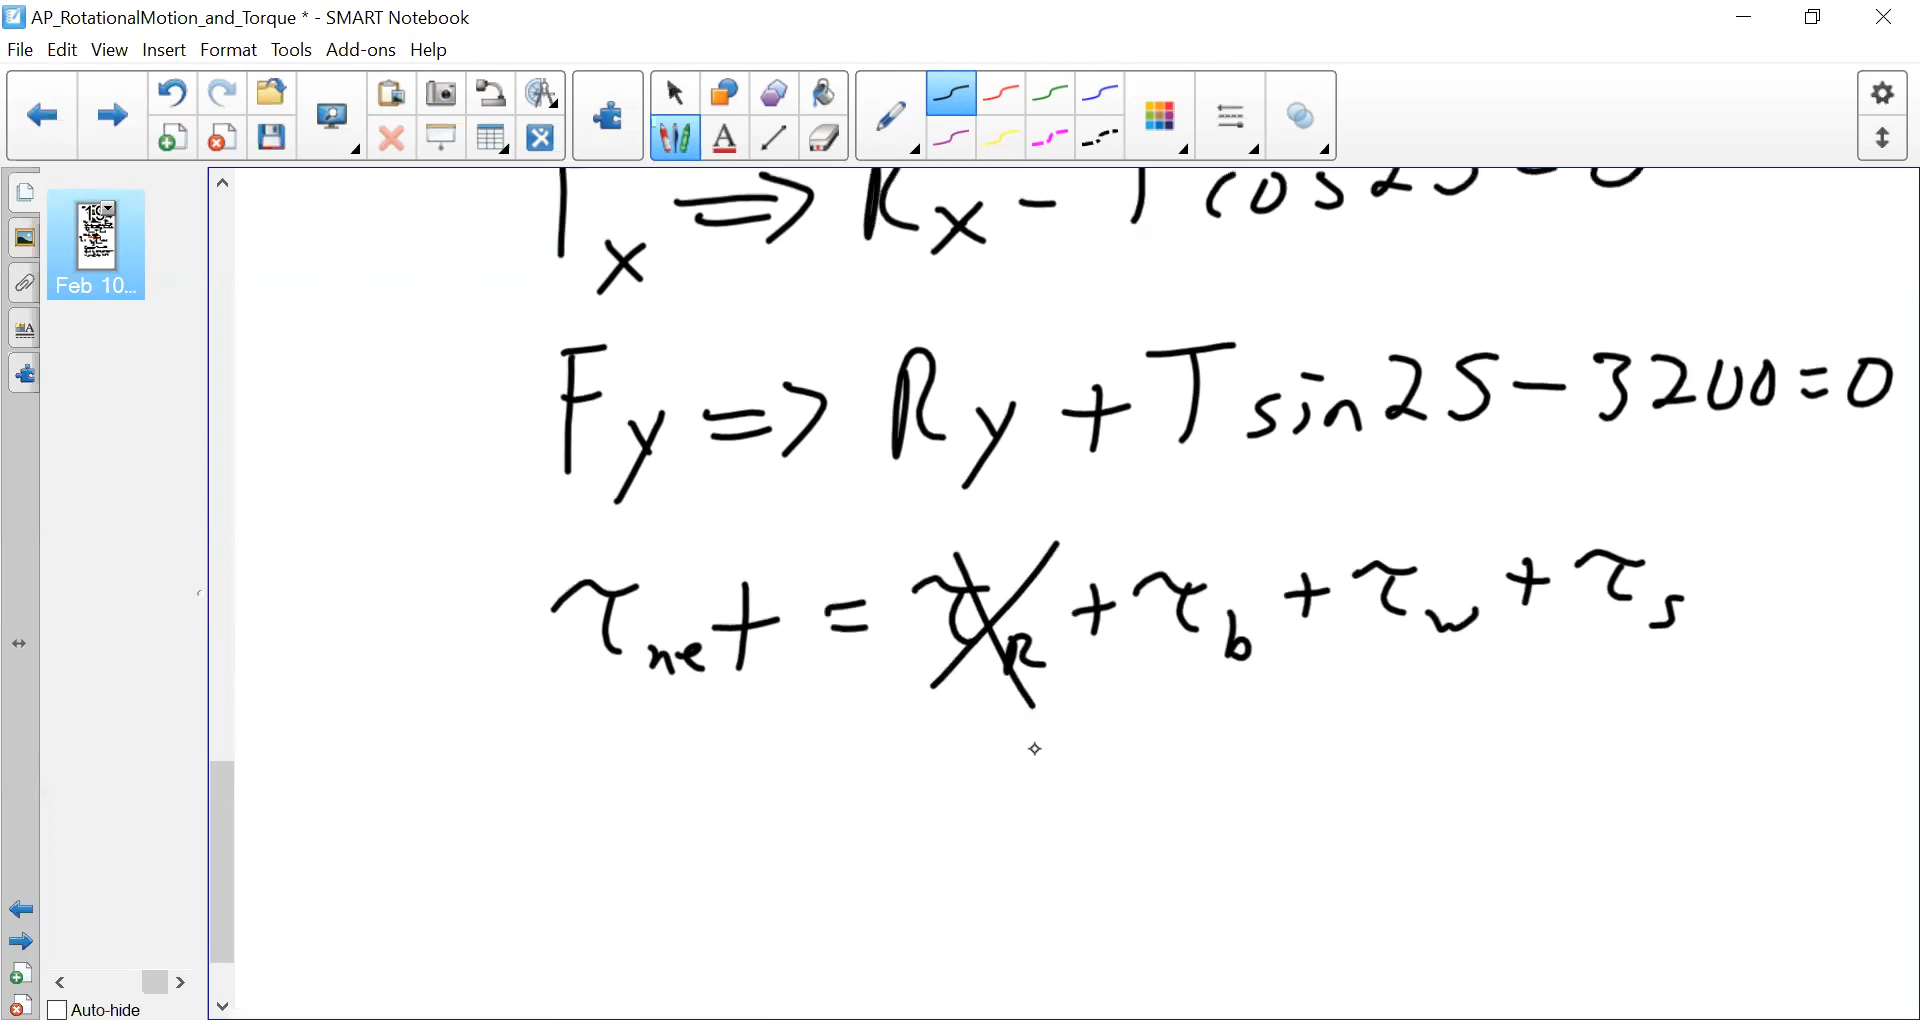 AP_RotationalMotion_and_Torque * - SMART Notebook
File Edit View Insert Format Tools Add-ons Help
Fx => Rx - T cos25 = 0
Fy => Ry + T sin25 - 3200 = 0
τnet = τR + τb + τw + τs
Feb 10...
Auto-hide